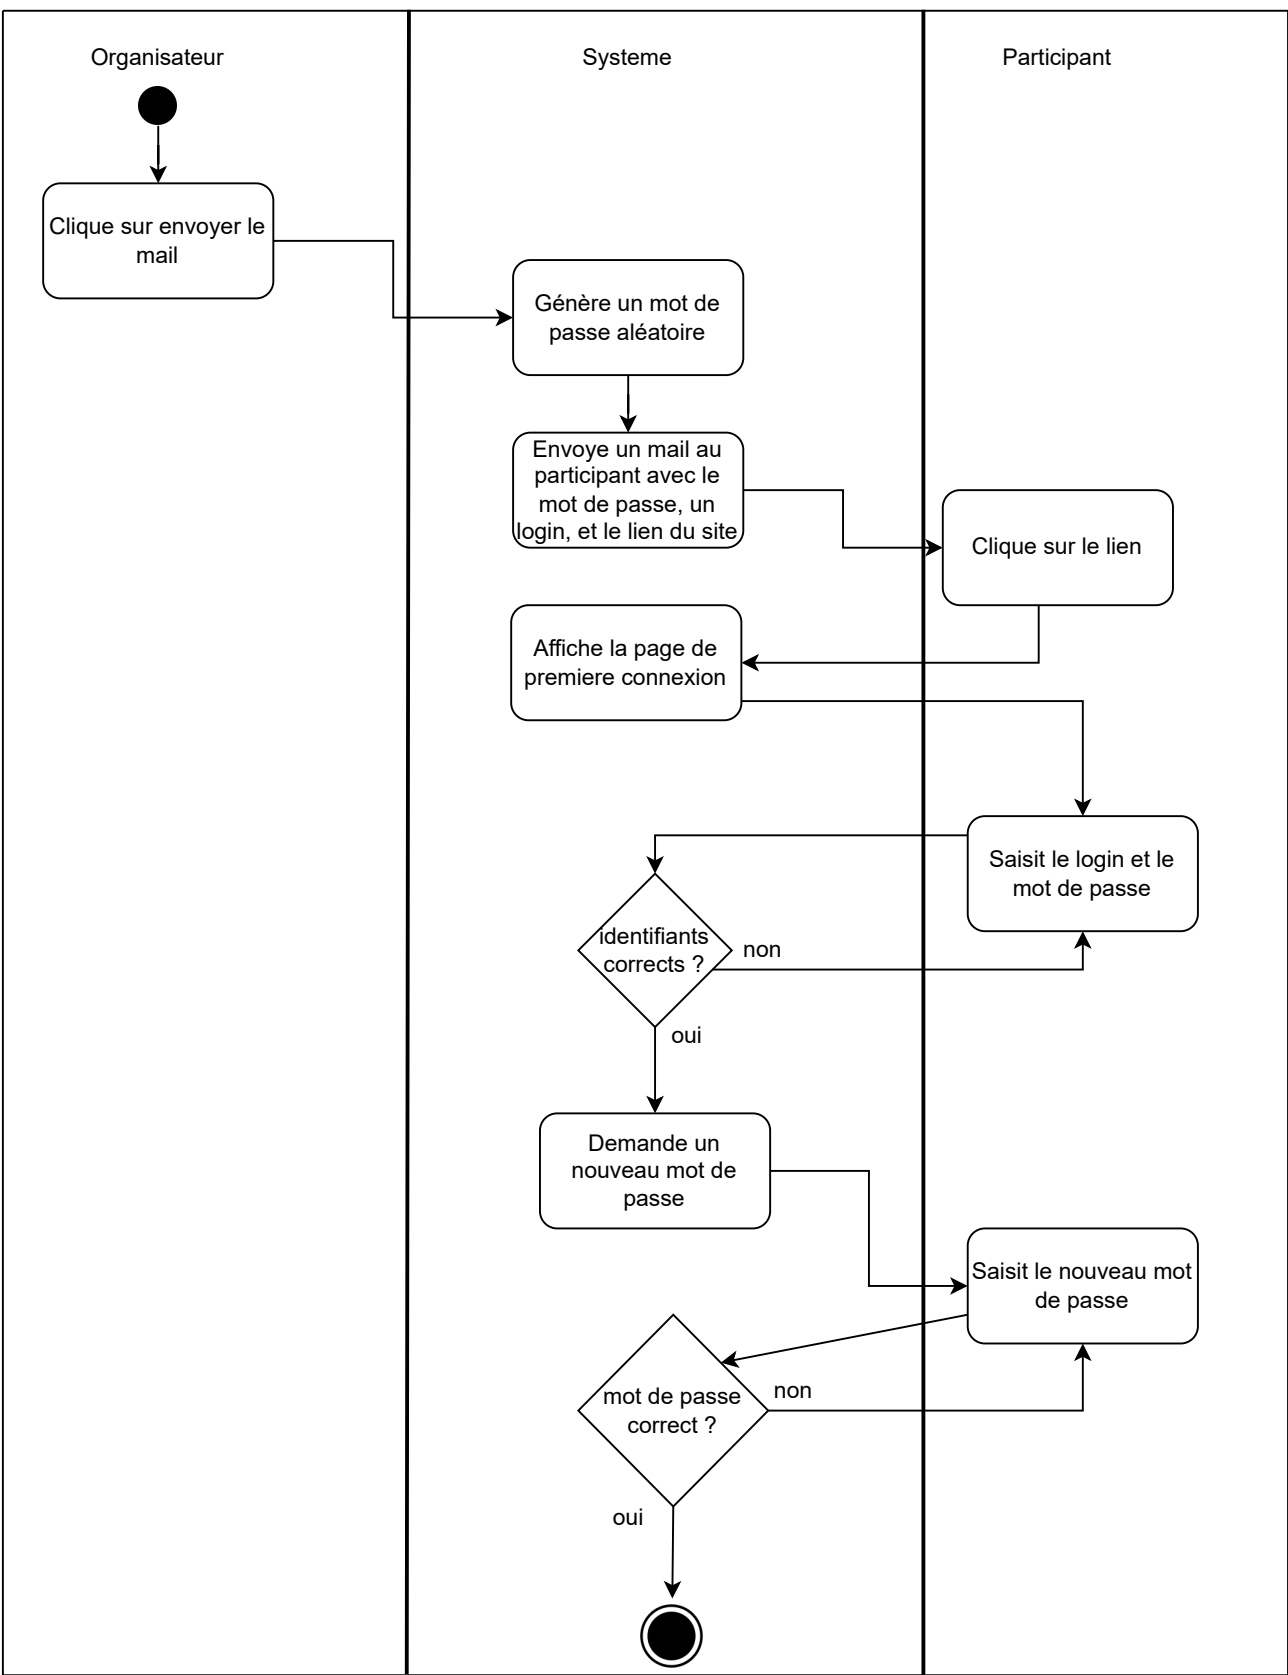 Organisateur
Systeme
Participant
Clique sur envoyer le
mail
Génère un mot de
passe aléatoire
Envoye un mail au
participant avec le
mot de passe, un
login, et le lien du site
Clique sur le lien
Affiche la page de
premiere connexion
Saisit le login et le
mot de passe
identifiants
corrects ?
non
oui
Demande un
nouveau mot de
passe
Saisit le nouveau mot
de passe
mot de passe
correct ?
non
oui